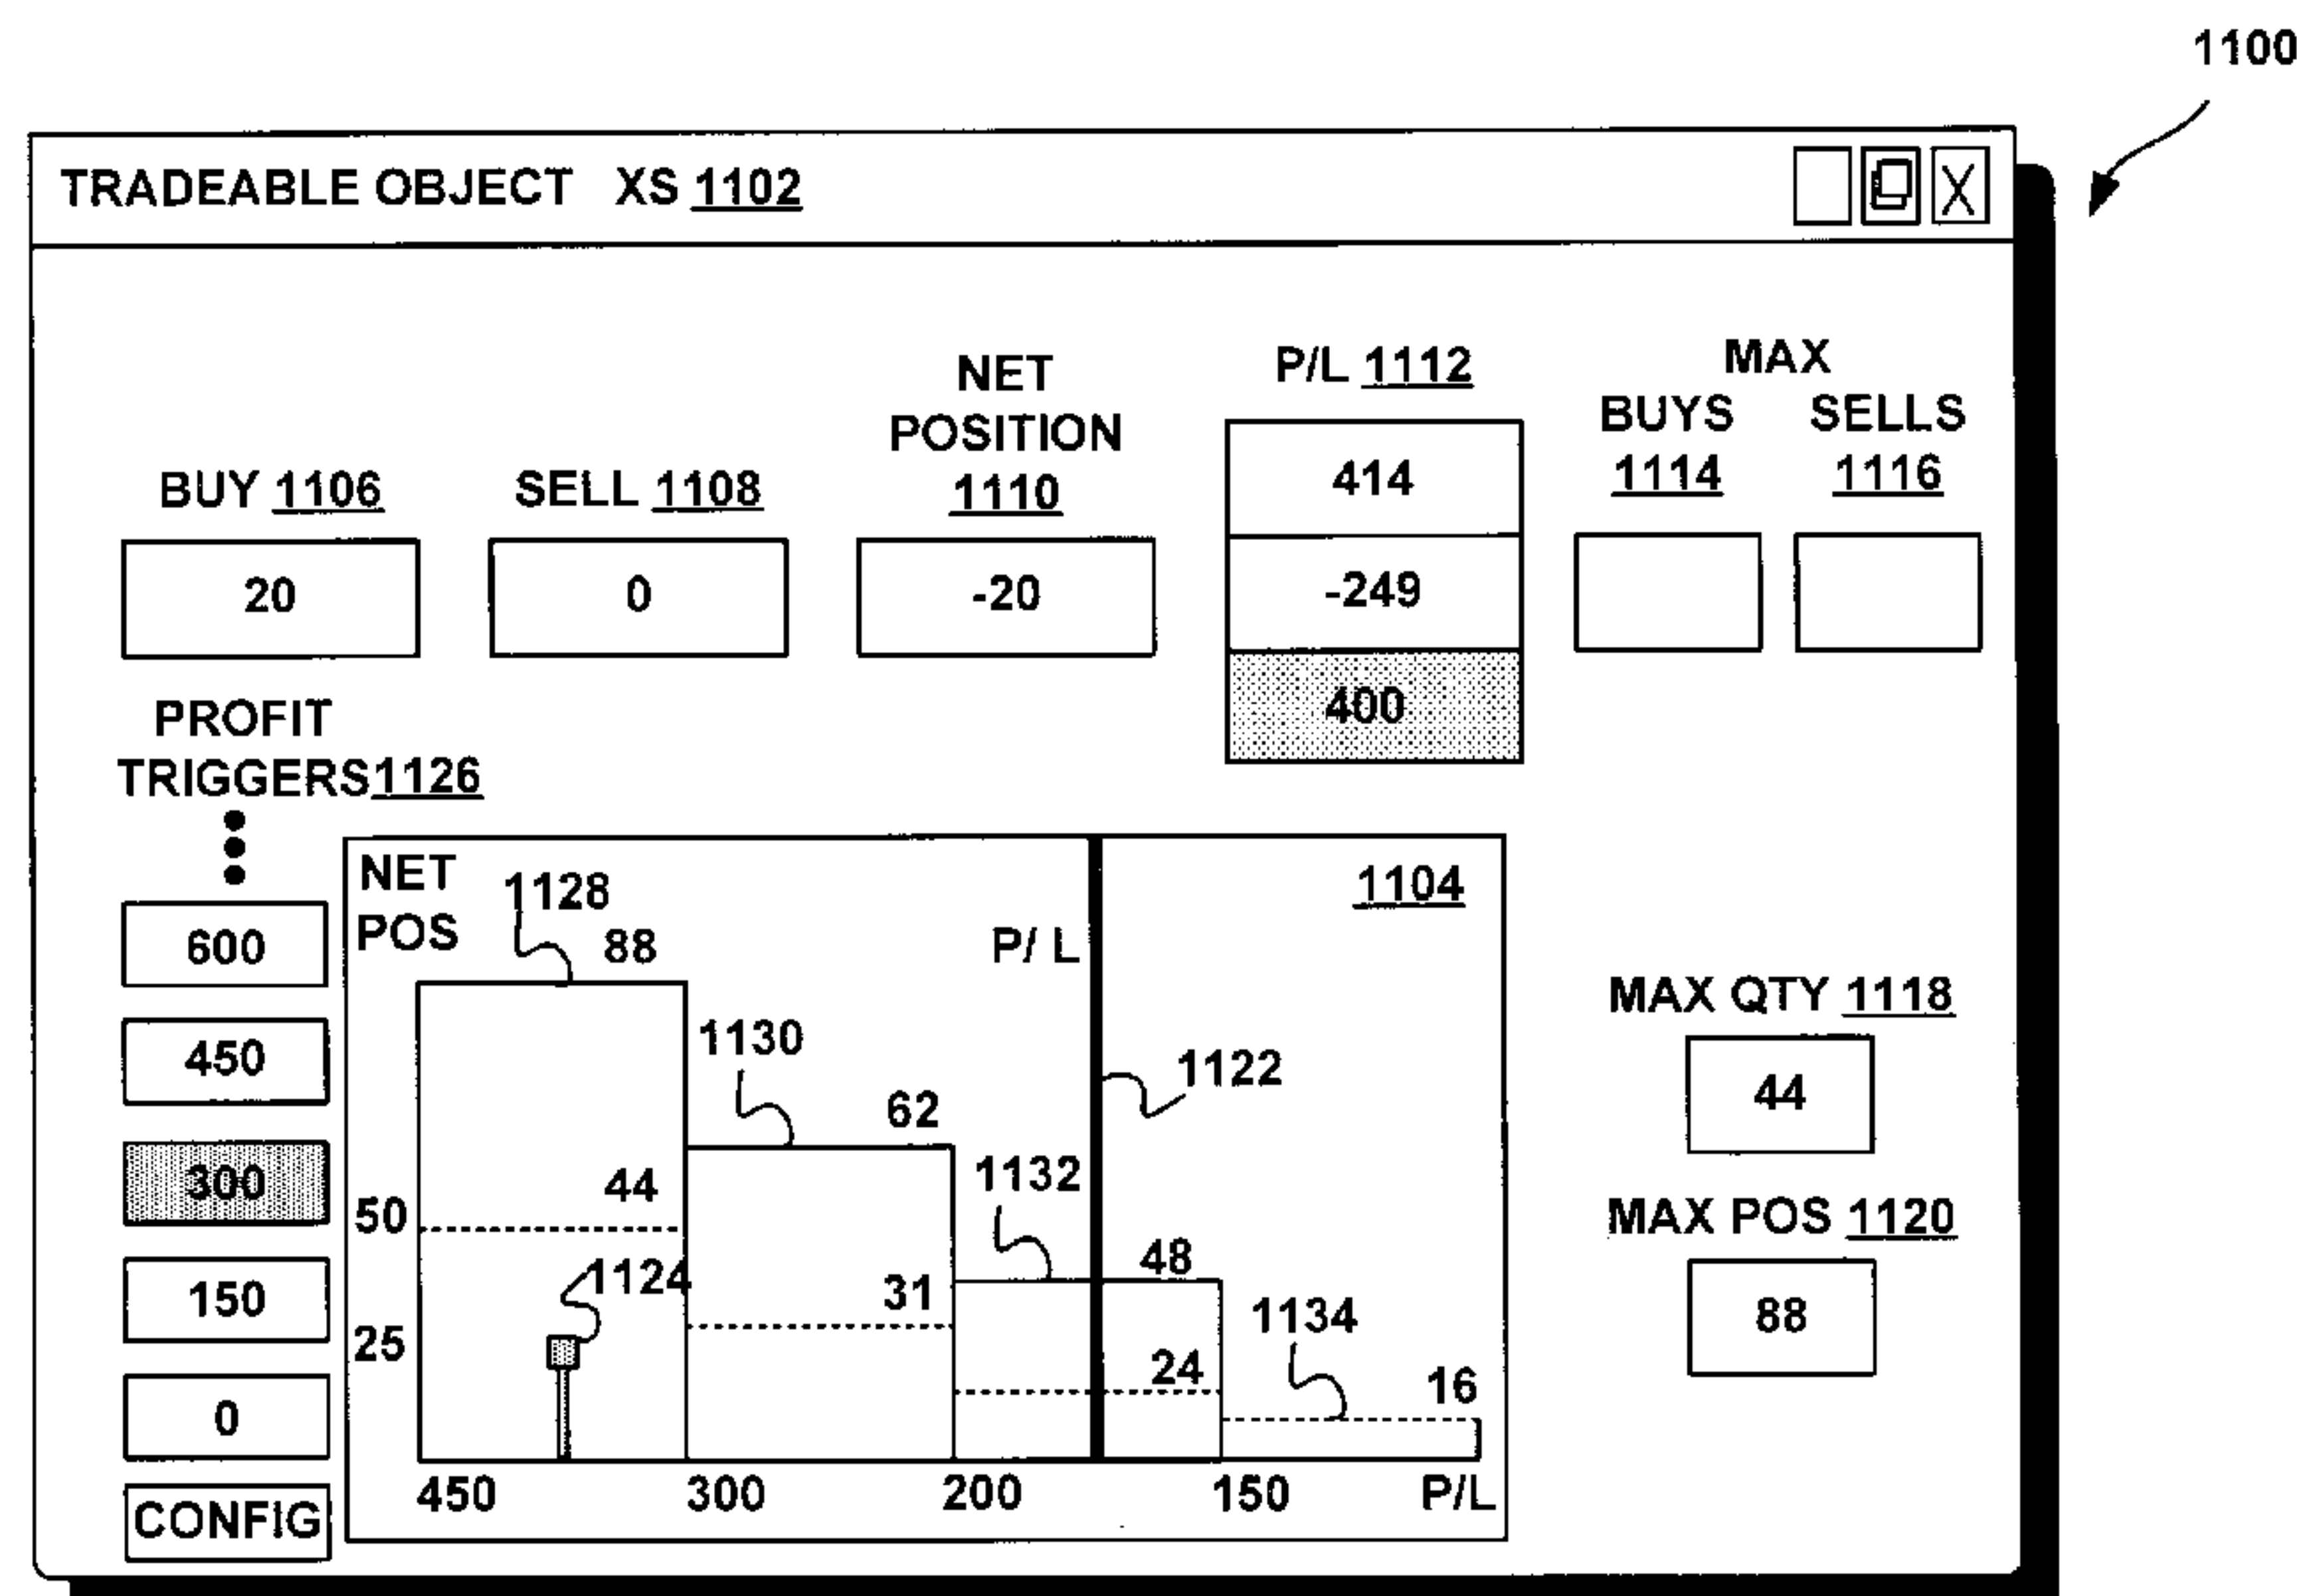 1100
TRADEABLE OBJECT XS 1102
X
NET
POSITION
1110
P/L 1112
MAX
BUYS SELLS
1114 1116
BUY 1106 SELL 1108
20 0 -20
414
-249
400
PROFIT
TRIGGERS 1126
600
450
300
150
0
CONFIG
NET
POS
1128
88
P/ L
1104
1130
62
1122
1132
44
50
48
1124
31
1134
25
24
16
450 300 200 150 P/L
MAX QTY 1118
44
MAX POS 1120
88